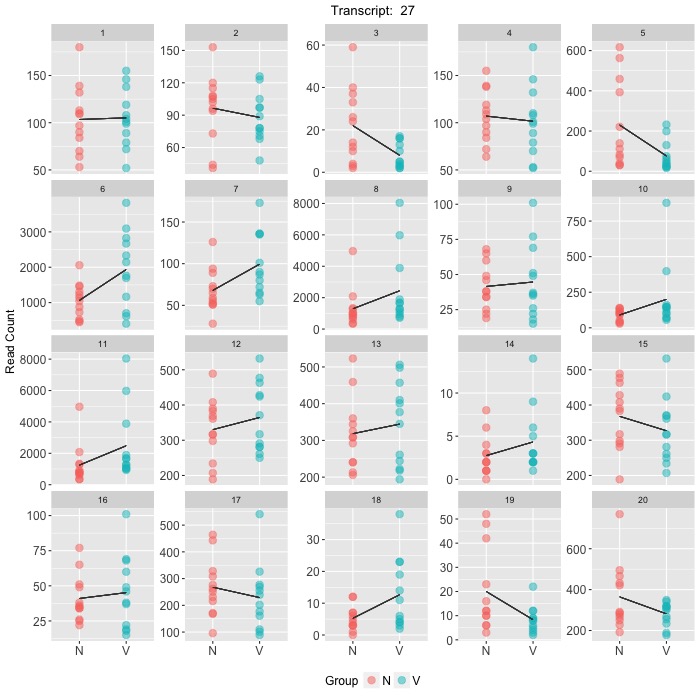 Transcript: 27
1 2 3 4 5
150 100 50
150 120 90 60
60 40 20 0
150 100 50
600 400 200 0
6 7 8 9 10
3000 2000 1000
150 100 50
8000 6000 4000 2000 0
100 75 50 25
750 500 250 0
Read Count
11 12 13 14 15
8000 6000 4000 2000 0
500 400 300 200
500 400 300 200
10 5 0
500 400 300 200
16 17 18 19 20
100 75 50 25
500 400 300 200 100
30 20 10 0
50 40 30 20 10 0
600 400 200
N V N V N V N V N V
Group N V